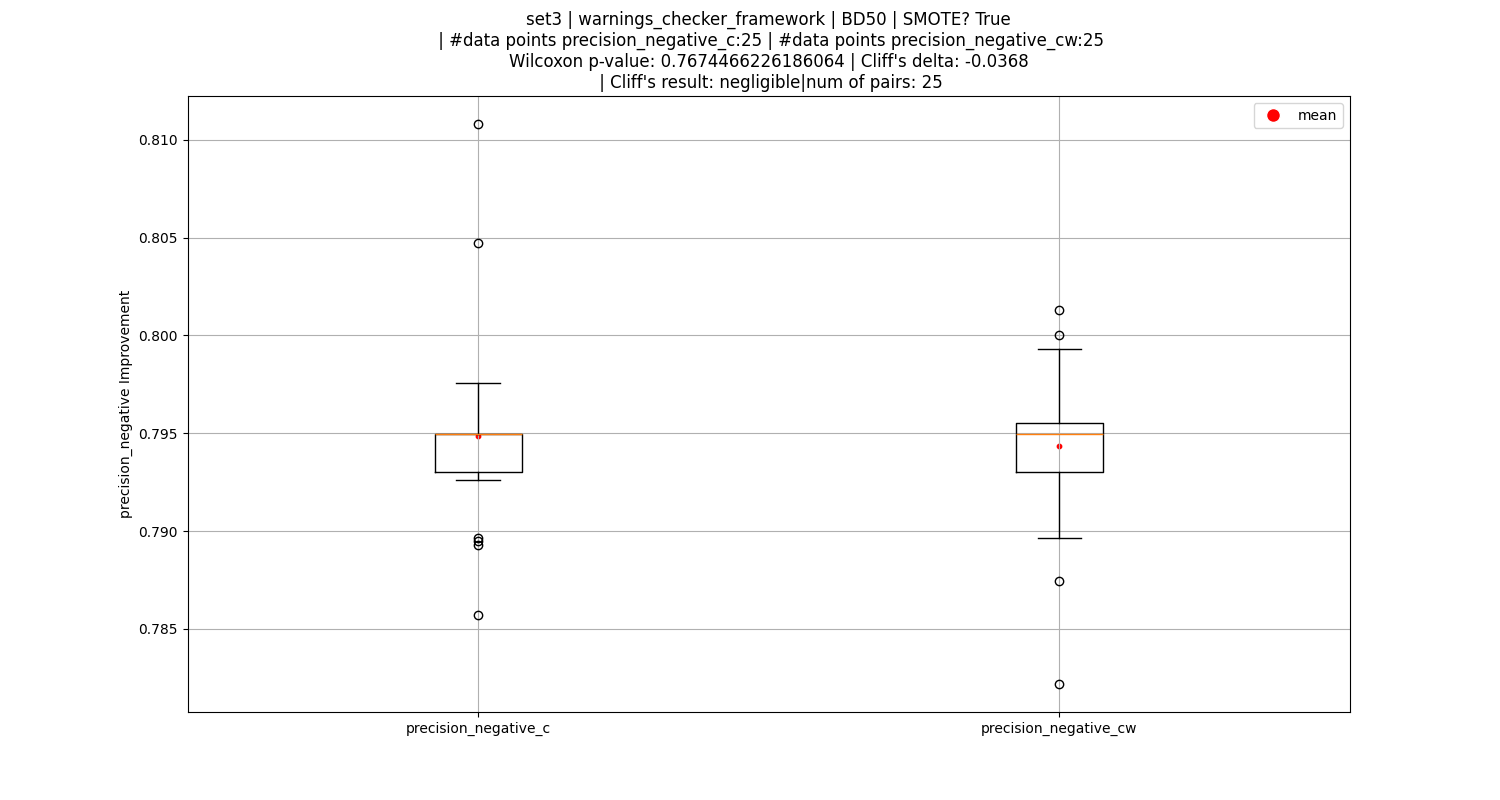 set3 | warnings_checker_framework | BD50 | SMOTE? True
| #data points precision_negative_c:25 | #data points precision_negative_cw:25
Wilcoxon p-value: 0.7674466226186064 | Cliff's delta: -0.0368
| Cliff's result: negligible|num of pairs: 25
mean
0.810
0.805
0.800
0.795
0.790
0.785
precision_negative Improvement
precision_negative_c
precision_negative_cw